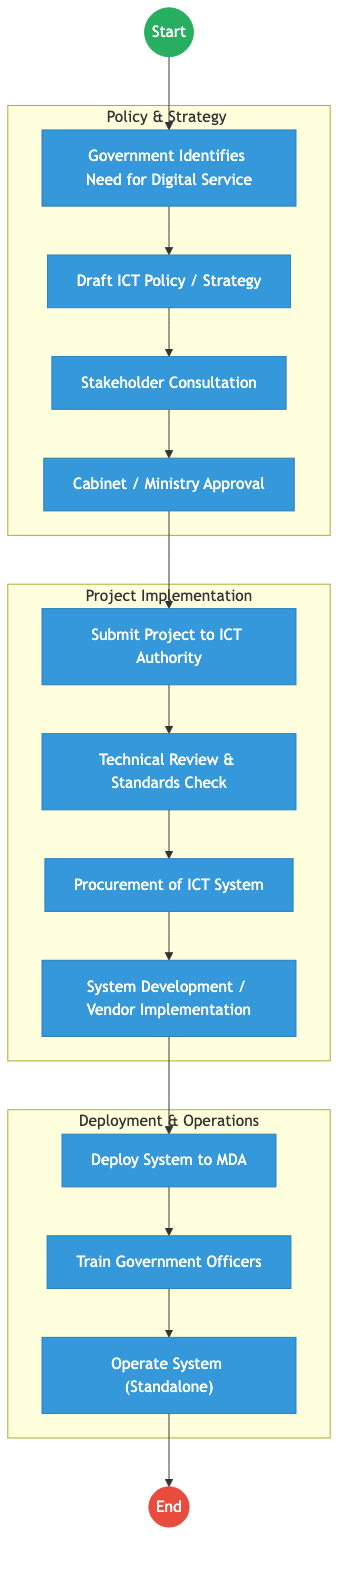 Start
Policy & Strategy
Government Identifies
Need for Digital Service
Draft ICT Policy / Strategy
Stakeholder Consultation
Cabinet / Ministry Approval
Project Implementation
Submit Project to ICT
Authority
Technical Review &
Standards Check
Procurement of ICT System
System Development /
Vendor Implementation
Deployment & Operations
Deploy System to MDA
Train Government Officers
Operate System
(Standalone)
End